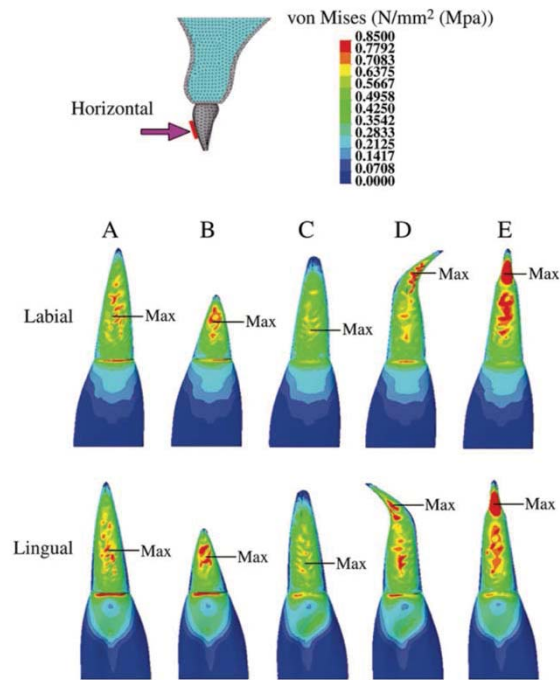 von Mises (N/mm² (Mpa))
0.8500
0.7792
0.7083
0.6375
0.5667
0.4958
0.4250
0.3542
0.2833
0.2125
0.1417
0.0708
0.0000
Horizontal
A B C D E
Labial Max Max Max Max Max
Lingual Max Max Max Max Max